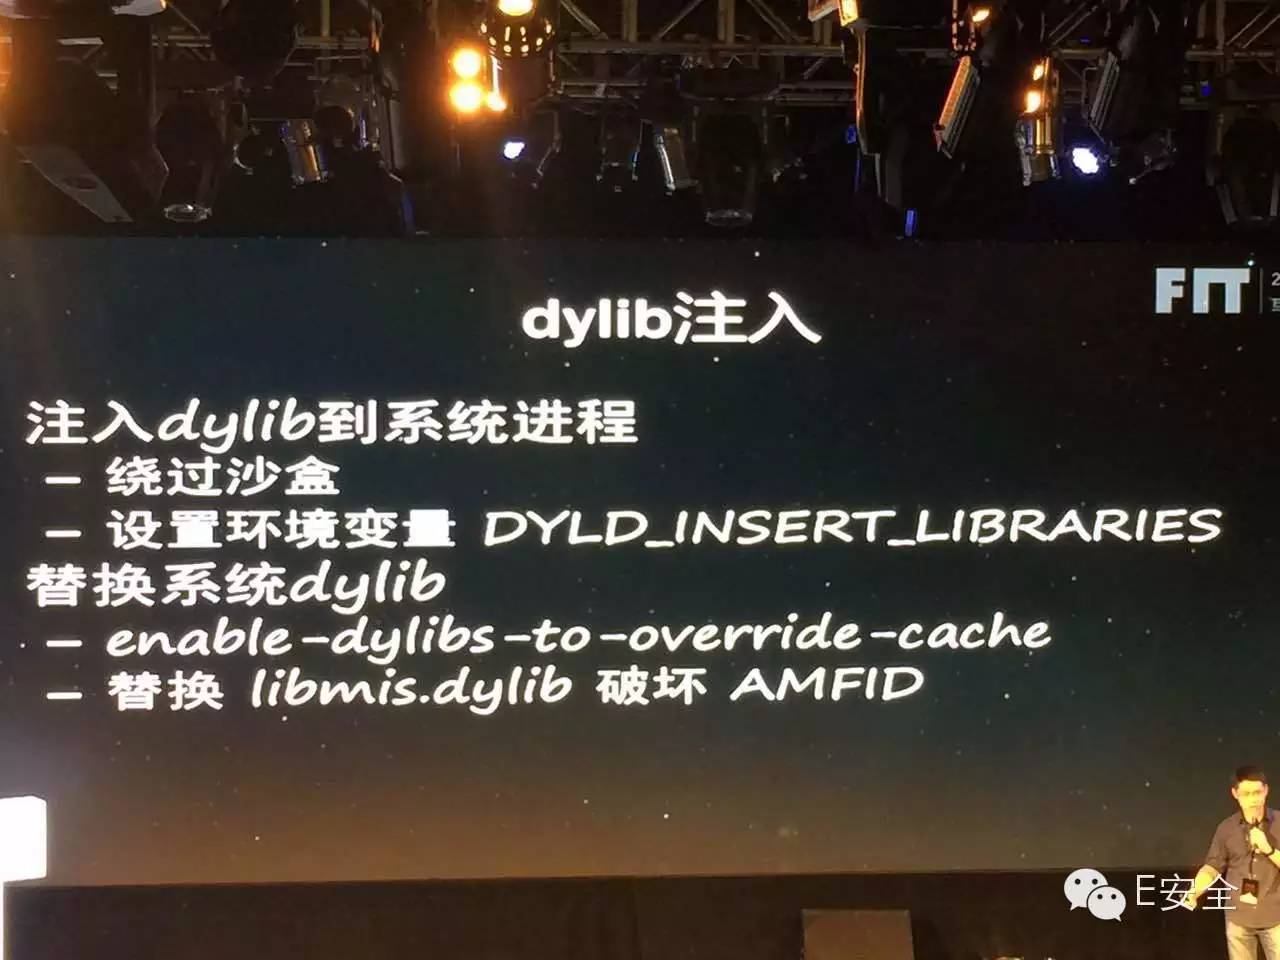 FIT
dylib注入
注入dylib到系统进程
– 绕过沙盒
– 设置环境变量 DYLD_INSERT_LIBRARIES
替换系统dylib
– enable-dylibs-to-override-cache
– 替换 libmis.dylib 破坏 AMFID
E安全